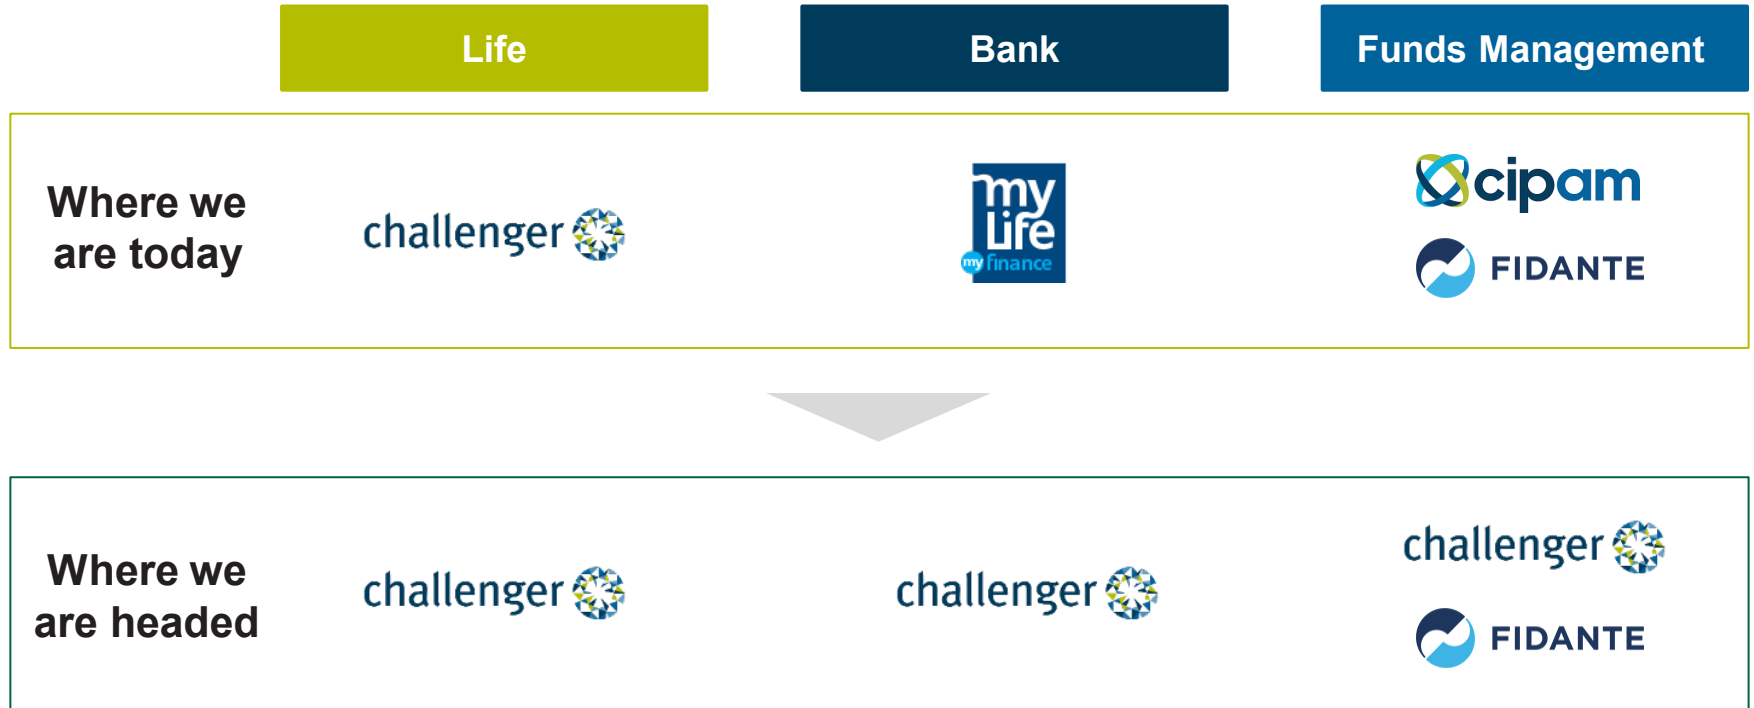 Life
Bank
Funds Management
Where we
are today
challenger
my
Life
my finance
cipam
FIDANTE
Where we
are headed
challenger
challenger
challenger
FIDANTE